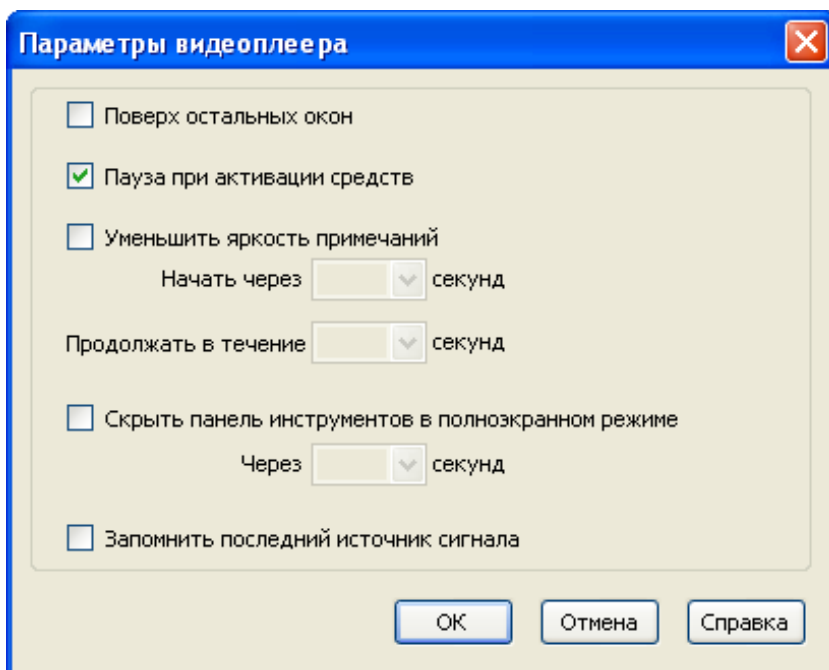 Параметры видеоплеера
Поверх остальных окон
Пауза при активации средств
Уменьшить яркость примечаний
Начать через секунд
Продолжать в течение секунд
Скрыть панель инструментов в полноэкранном режиме
Через секунд
Запомнить последний источник сигнала
ОК Отмена Справка